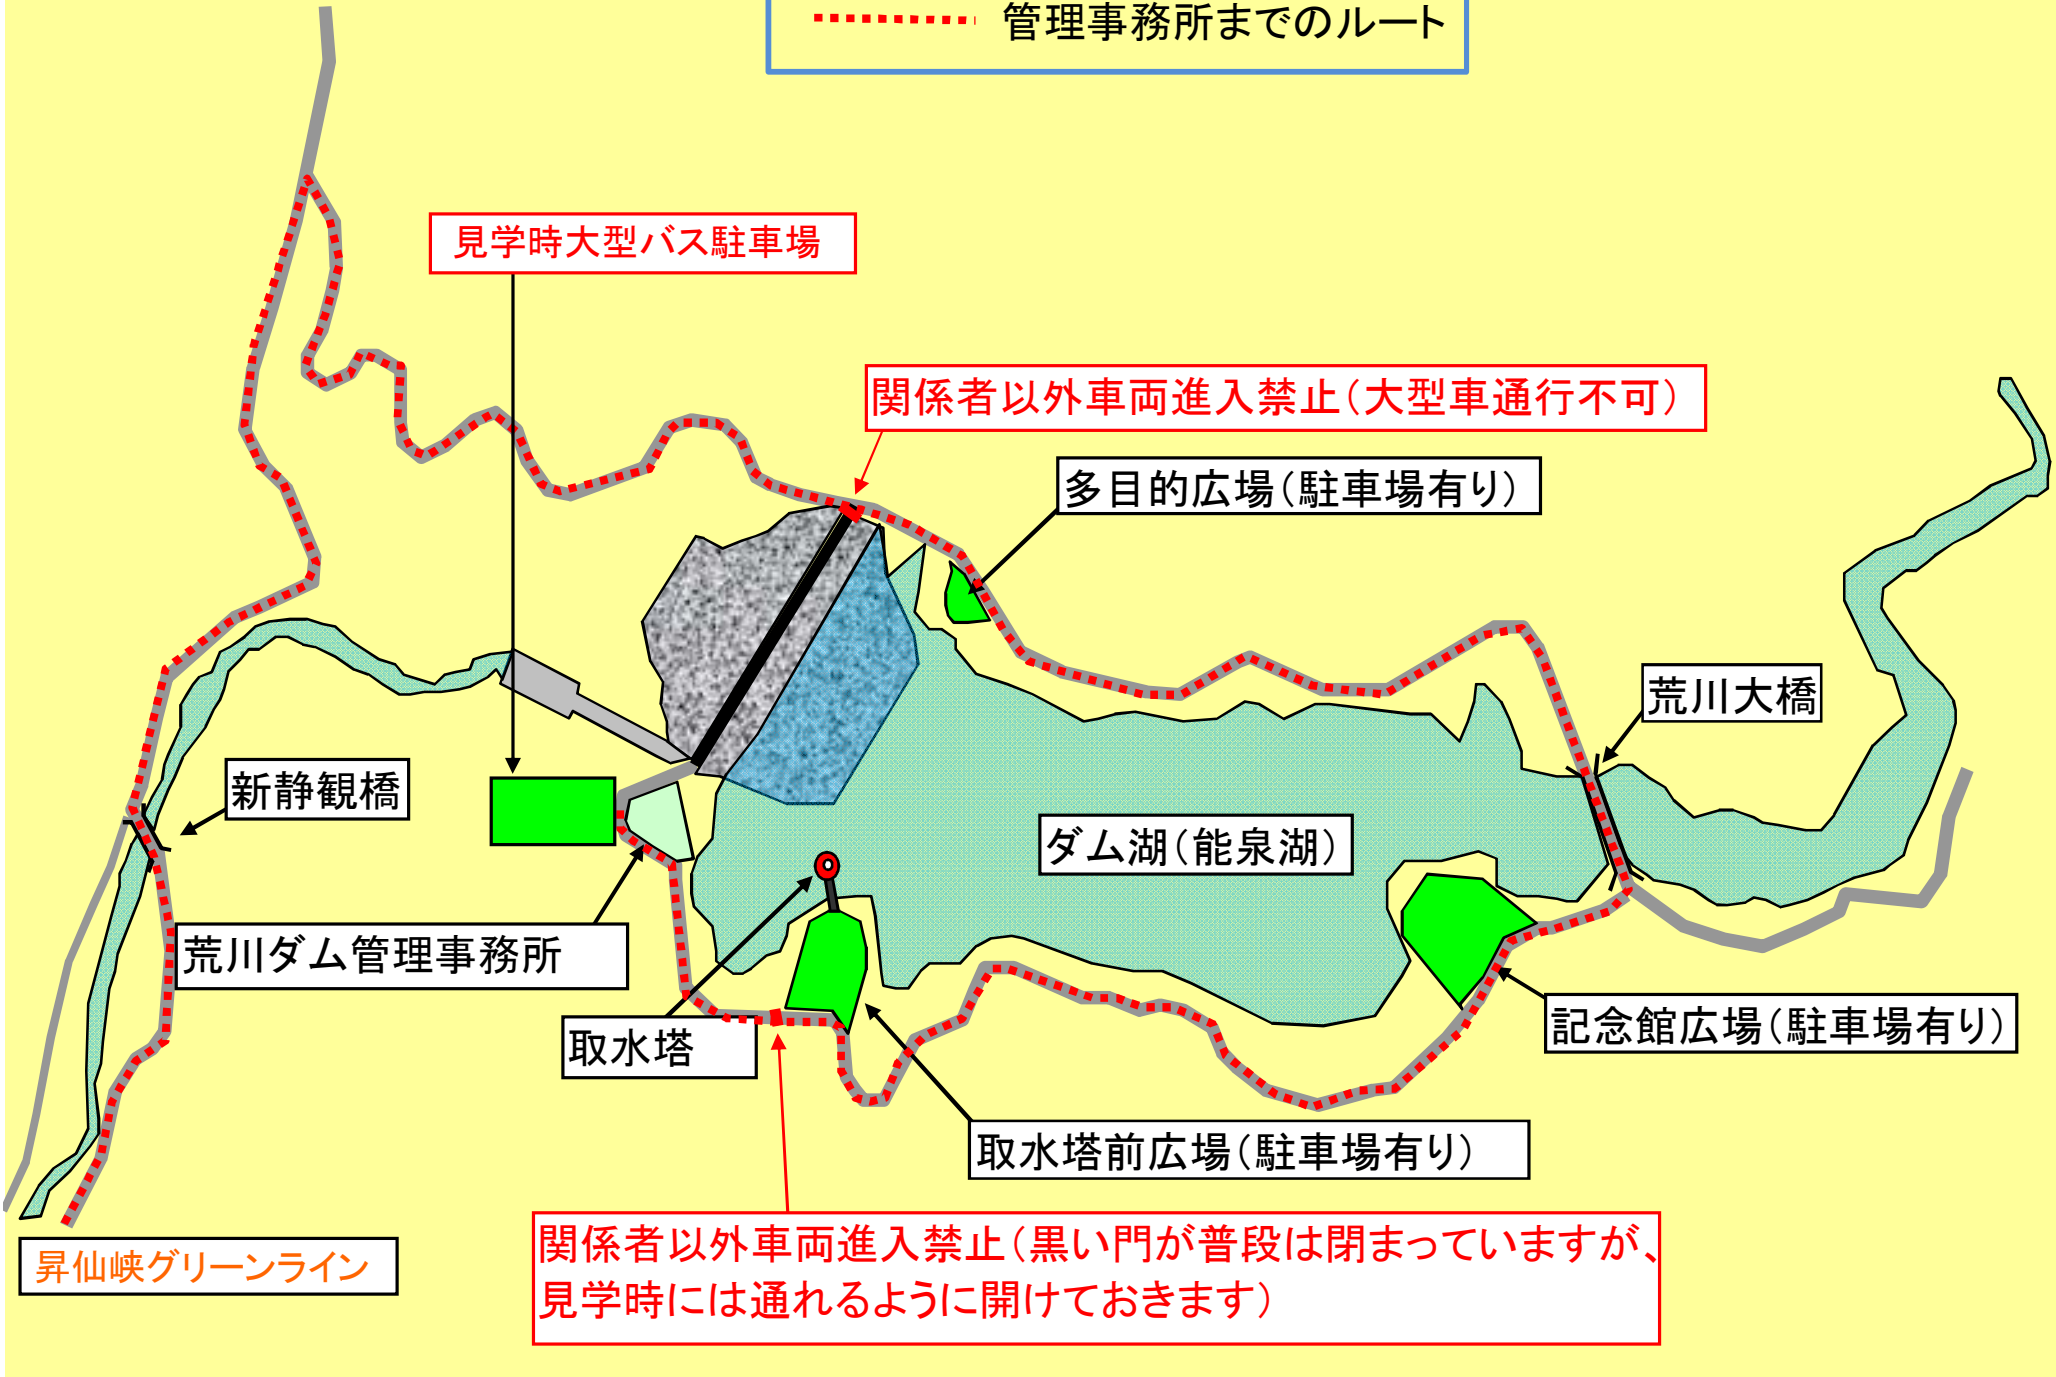 管理事務所までのルート
見学時大型バス駐車場
関係者以外車両進入禁止（大型車通行不可）
多目的広場（駐車場有り）
荒川大橋
新静観橋
ダム湖（能泉湖）
荒川ダム管理事務所
取水塔
記念館広場（駐車場有り）
取水塔前広場（駐車場有り）
関係者以外車両進入禁止（黒い門が普段は閉まっていますが、
見学時には通れるように開けておきます）
昇仙峡グリーンライン